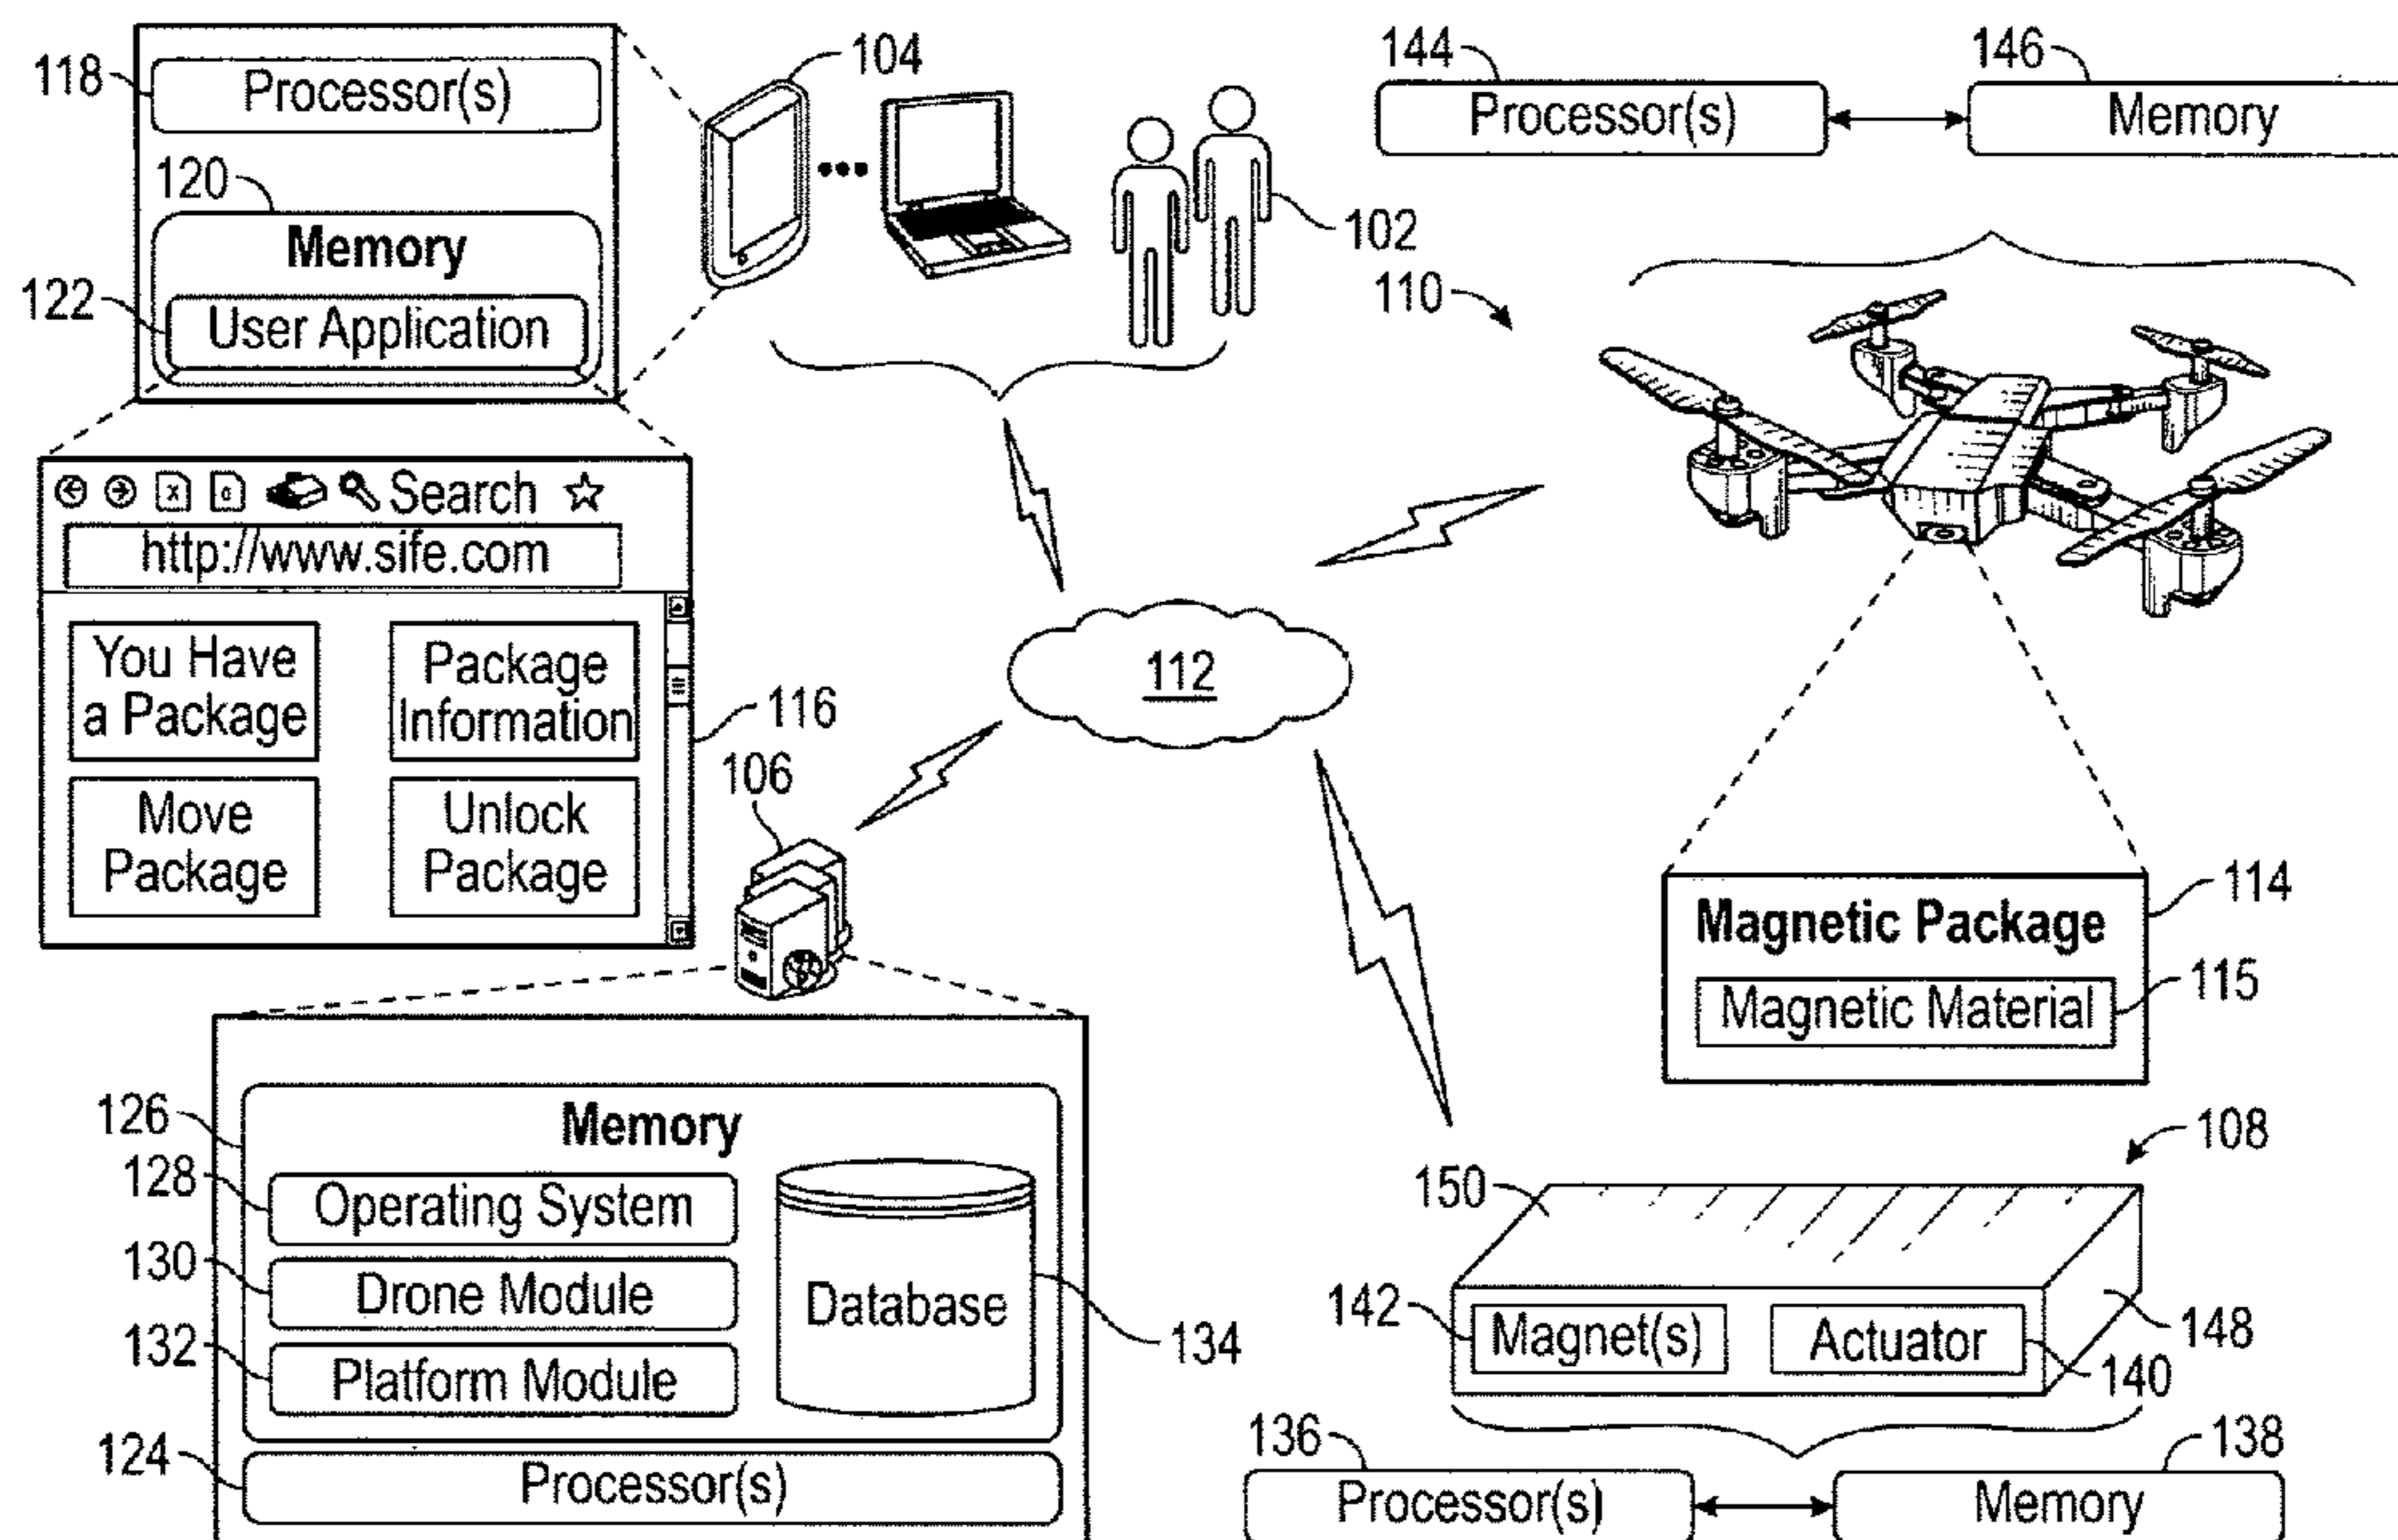 118
Processor(s)
120
Memory
122
User Application
104
102
144
Processor(s)
146
Memory
110
Search
http://www.sife.com
You Have
a Package
Package
Information
Move
Package
Unlock
Package
116
112
106
114
Magnetic Package
Magnetic Material
115
126
Memory
128
Operating System
130
Drone Module
132
Platform Module
Database
134
124
Processor(s)
108
150
142
Magnet(s)
Actuator
148
140
136
Processor(s)
138
Memory